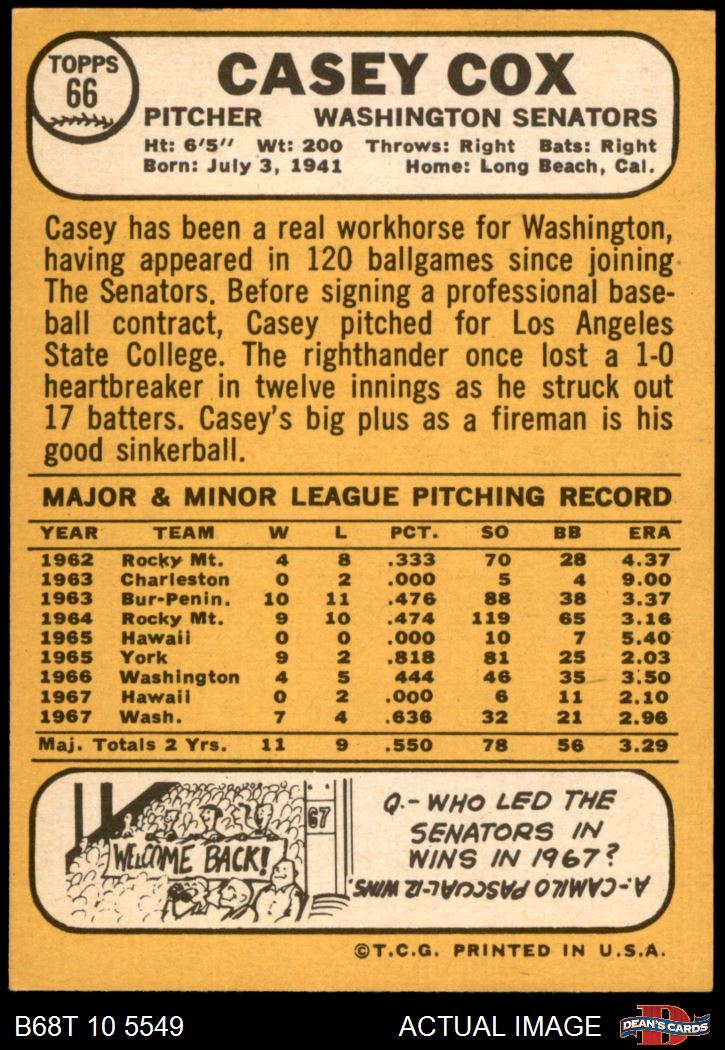 TOPPS
66
CASEY COX
PITCHER WASHINGTON SENATORS
Ht: 6'5" Wt: 200 Throws: Right Bats: Right
Born: July 3, 1941 Home: Long Beach, Cal.
Casey has been a real workhorse for Washington,
having appeared in 120 ballgames since joining
The Senators. Before signing a professional base-
ball contract, Casey pitched for Los Angeles
State College. The righthander once lost a 1-0
heartbreaker in twelve innings as he struck out
17 batters. Casey's big plus as a fireman is his
good sinkerball.
MAJOR & MINOR LEAGUE PITCHING RECORD
YEAR TEAM W L PCT. SO BB ERA
1962 Rocky Mt. 4 8 .333 70 28 4.37
1963 Charleston 0 2 .000 5 4 9.00
1963 Bur-Penin. 10 11 .476 88 38 3.37
1964 Rocky Mt. 9 10 .474 119 65 3.16
1965 Hawaii 0 0 .000 10 7 5.40
1965 York 9 2 .818 81 25 2.03
1966 Washington 4 5 444 46 35 3.50
1967 Hawaii 0 2 .000 6 11 2.10
1967 Wash. 7 4 .636 32 21 2.96
Maj. Totals 2 Yrs. 11 9 .550 78 56 3.29
67
WELCOME BACK!
Q.- WHO LED THE
SENATORS IN
WINS IN 1967?
A.- CAMILO PASCUAL-12 WINS.
©T.C.G. PRINTED IN U.S.A.
B68T 10 5549 ACTUAL IMAGE
D
DEAN'S CARDS